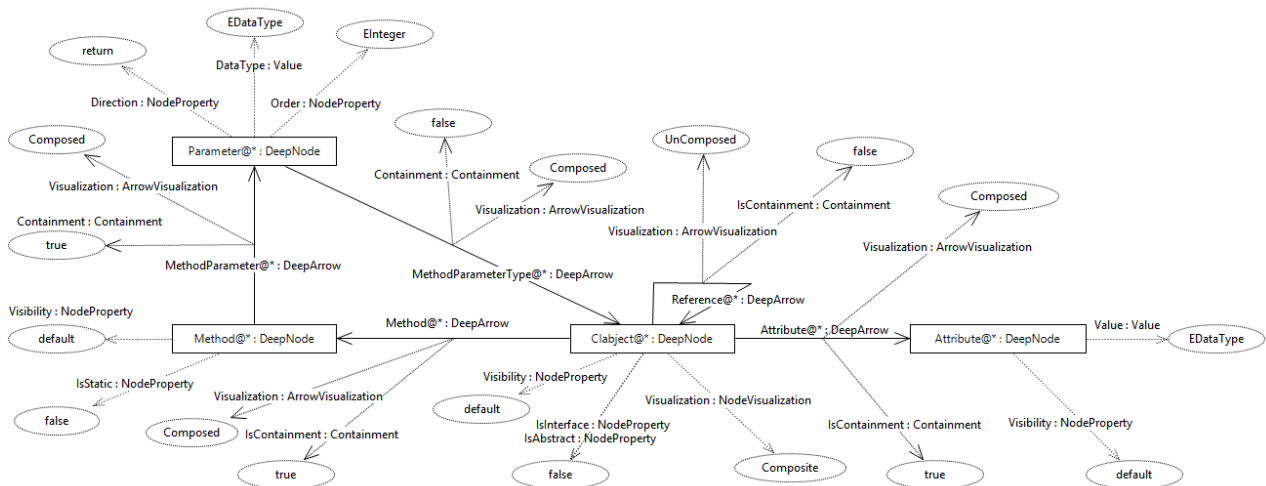 EDataType
EInteger
return
DataType : Value
Direction : NodeProperty
Order : NodeProperty
false
UnComposed
Composed
Parameter@* : DeepNode
false
Composed
Containment : Containment
Visualization : ArrowVisualization
Composed
IsContainment : Containment
Visualization : ArrowVisualization
Containment : Containment
Visualization : ArrowVisualization
Visualization : ArrowVisualization
true
MethodParameter@* : DeepArrow
MethodParameterType@* : DeepArrow
Reference@* : DeepArrow
Visibility : NodeProperty
Method@* : DeepArrow
Attribute@* : DeepArrow
Value : Value
default
Method@* : DeepNode
Clabject@* : DeepNode
Attribute@* : DeepNode
EDataType
IsStatic : NodeProperty
Visibility : NodeProperty
Visualization : ArrowVisualization
Visualization : NodeVisualization
default
false
IsInterface : NodeProperty
Visibility : NodeProperty
Composed
IsContainment : Containment
IsAbstract : NodeProperty
IsContainment : Containment
true
false
Composite
true
default